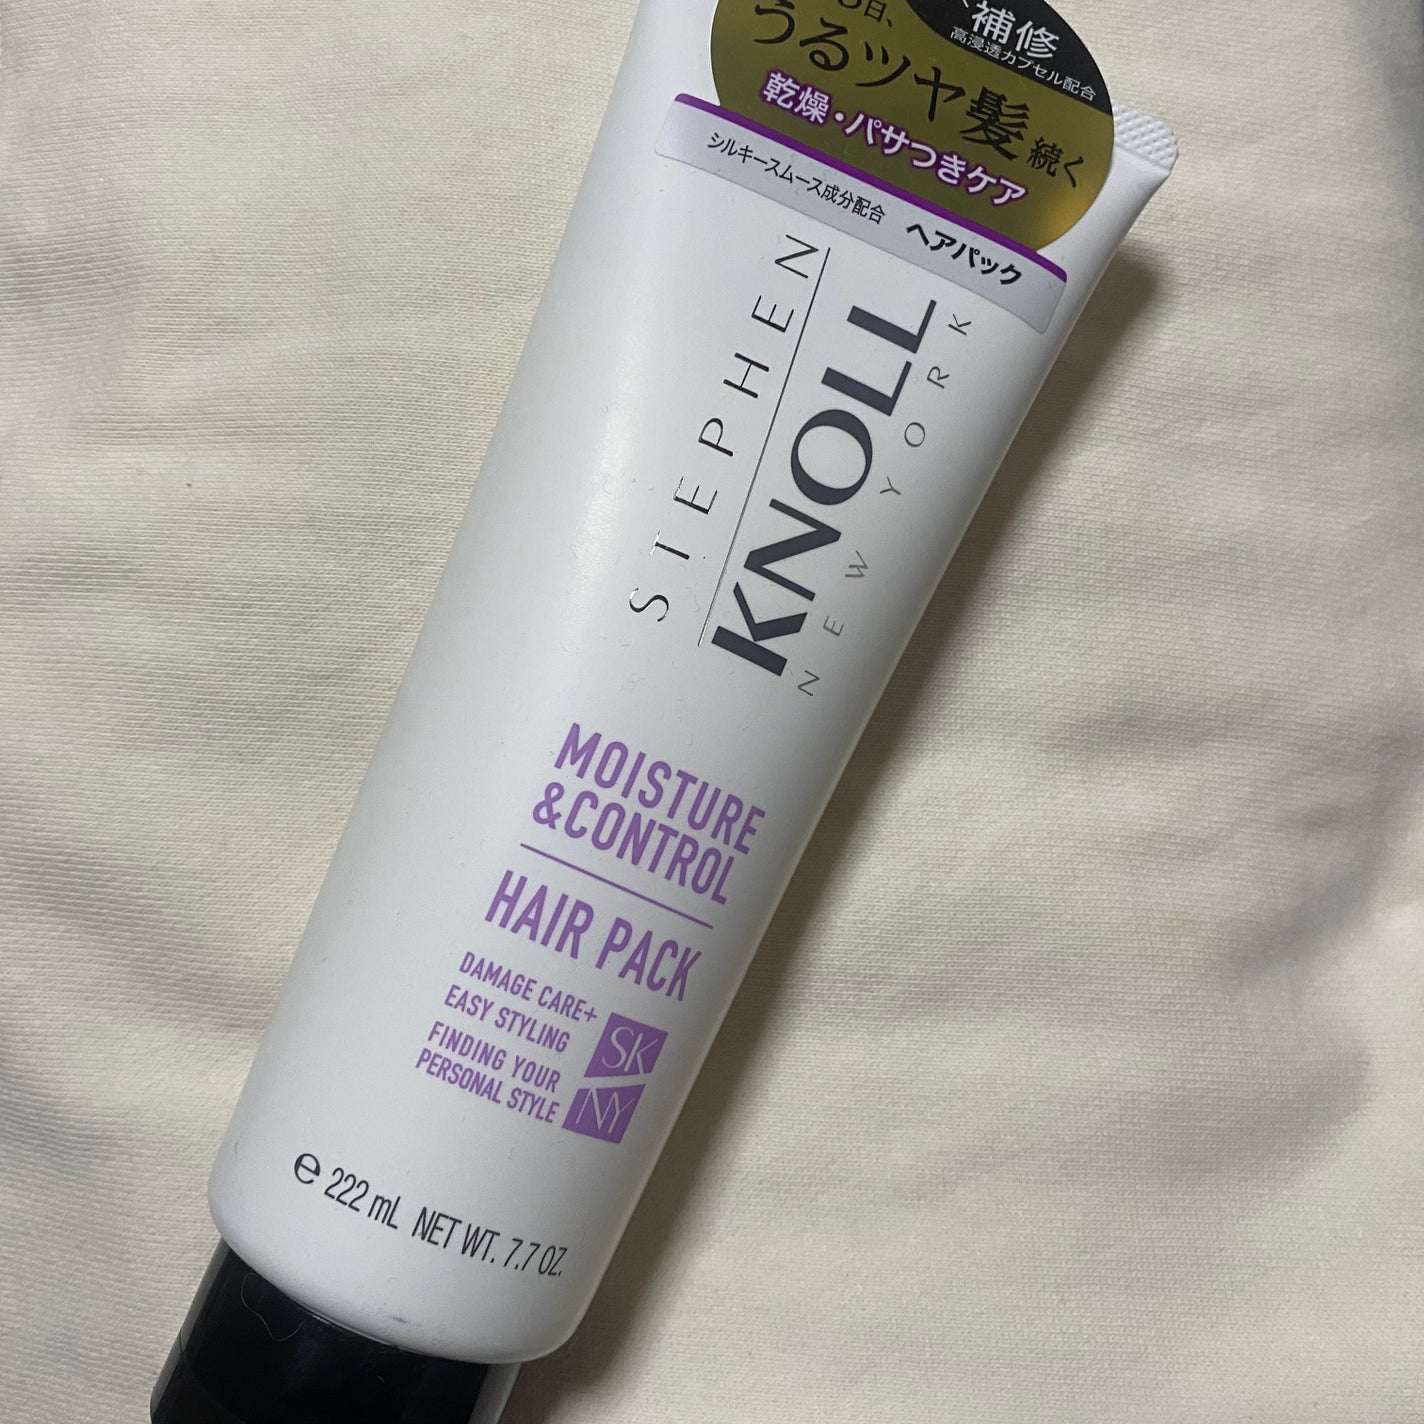 補修
高浸透カプセル配合
日、
うるツヤ髪 続く
乾燥・パサつきケア
シルキースムース成分配合 ヘアパック
STEPHEN
KNOLL
NEW YORK
MOISTURE
&CONTROL
HAIR PACK
DAMAGE CARE+
EASY STYLING
FINDING YOUR
PERSONAL STYLE
SK
NY
℮ 222 mL NET WT. 7.7 OZ.